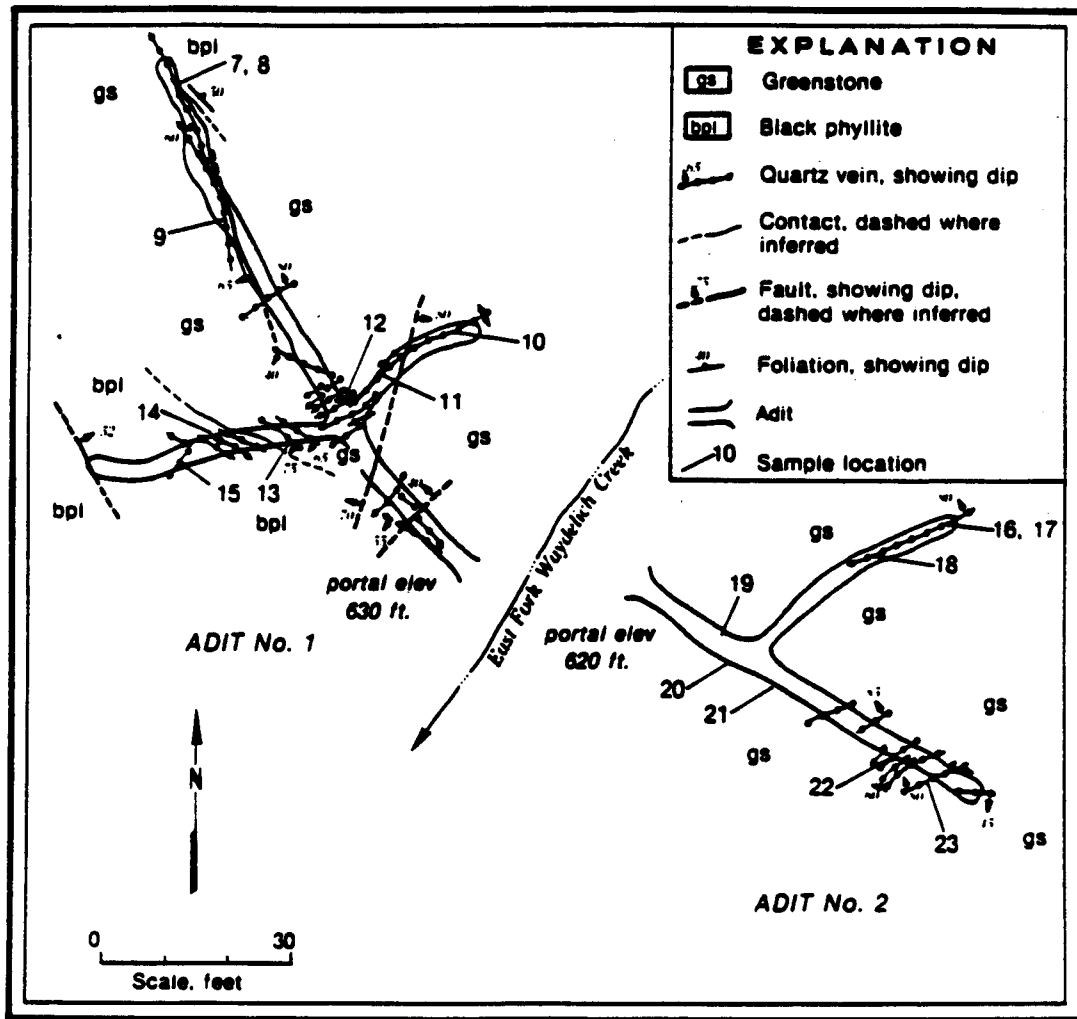 EXPLANATION
gs Greenstone
bpl Black phyllite
65 Quartz vein, showing dip
Contact, dashed where
inferred
75 Fault, showing dip,
dashed where inferred
Foliation, showing dip
Adit
10 Sample location
bpl
7, 8
gs
gs
9
gs
12
10
11
bpl
14
gs
52
15
13
gs
bpl
bpl
portal elev
630 ft.
ADIT No. 1
East Fork Waydelich Creek
gs
16, 17
18
19
gs
portal elev
620 ft.
20
21
gs
gs
22
23
gs
ADIT No. 2
N
0 30
Scale, feet